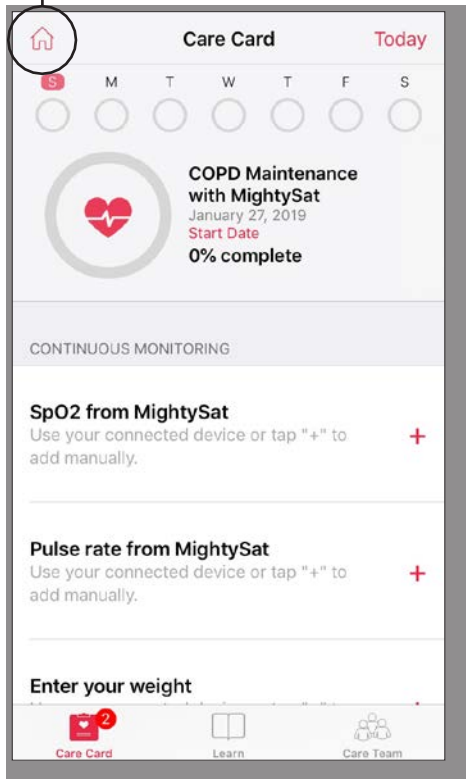 Care Card
Today
S M T W T F S
COPD Maintenance
with MightySat
January 27, 2019
Start Date
0% complete
CONTINUOUS MONITORING
SpO2 from MightySat
Use your connected device or tap "+" to
add manually.
+
Pulse rate from MightySat
Use your connected device or tap "+" to
add manually.
+
Enter your weight
2
Care Card
Learn
Care Team